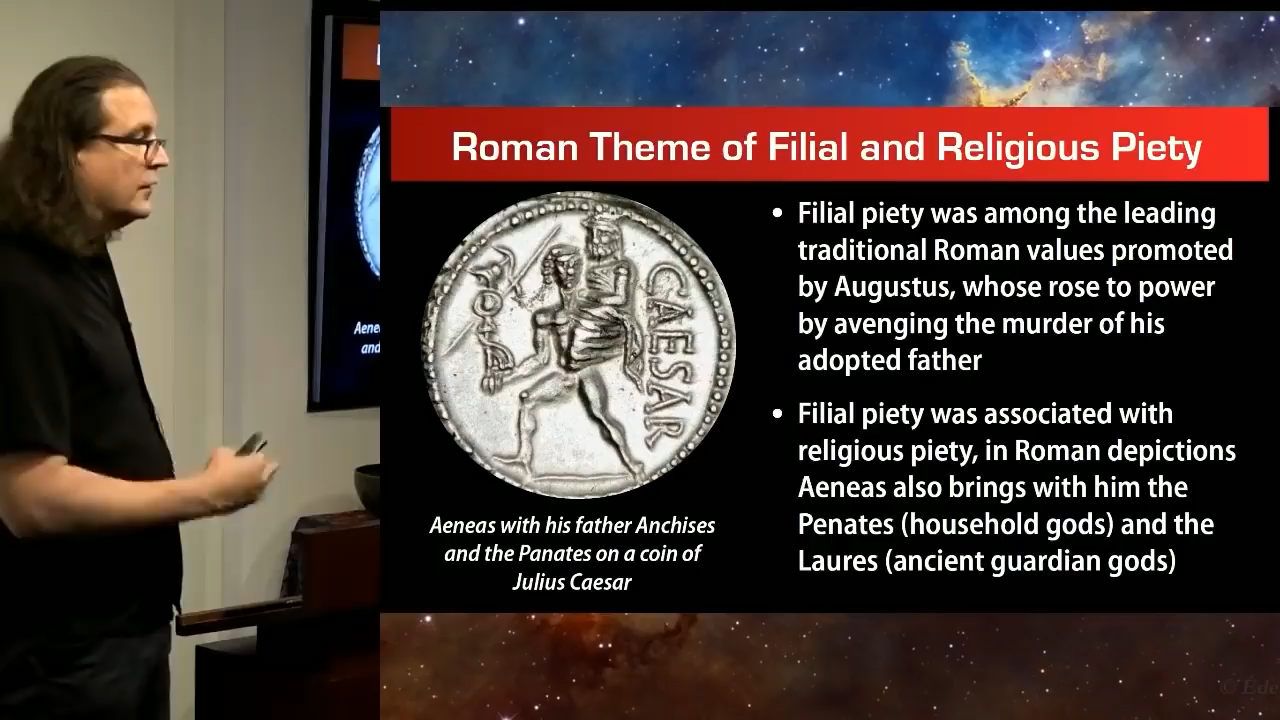 Roman Theme of Filial and Religious Piety
CAESAR
• Filial piety was among the leading
traditional Roman values promoted
by Augustus, whose rose to power
by avenging the murder of his
adopted father
• Filial piety was associated with
religious piety, in Roman depictions
Aeneas also brings with him the
Penates (household gods) and the
Laures (ancient guardian gods)
Aeneas with his father Anchises
and the Panates on a coin of
Julius Caesar
Aene
and